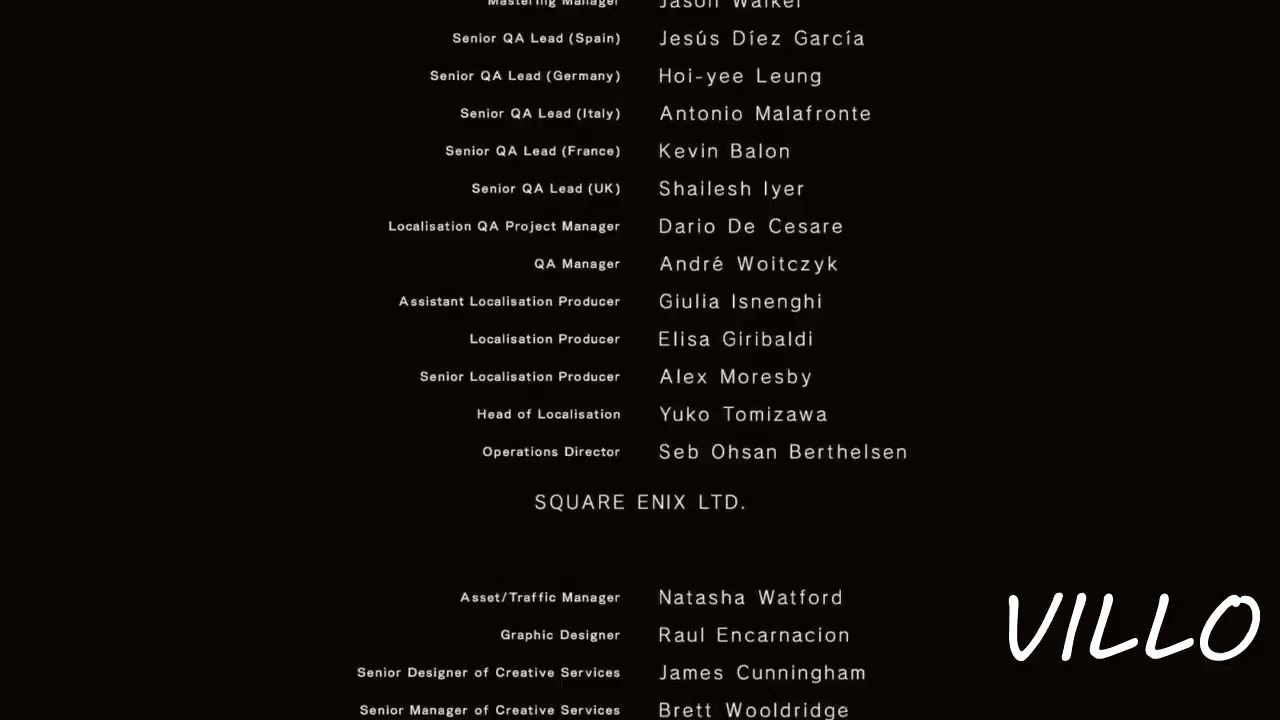 Mastering Manager Jason Walker
Senior QA Lead (Spain) Jesús Díez García
Senior QA Lead (Germany) Hoi-yee Leung
Senior QA Lead (Italy) Antonio Malafronte
Senior QA Lead (France) Kevin Balon
Senior QA Lead (UK) Shailesh Iyer
Localisation QA Project Manager Dario De Cesare
QA Manager André Woitczyk
Assistant Localisation Producer Giulia Isnenghi
Localisation Producer Elisa Giribaldi
Senior Localisation Producer Alex Moresby
Head of Localisation Yuko Tomizawa
Operations Director Seb Ohsan Berthelsen
SQUARE ENIX LTD.
Asset/Traffic Manager Natasha Watford
Graphic Designer Raul Encarnacion
Senior Designer of Creative Services James Cunningham
Senior Manager of Creative Services Brett Wooldridge
VILLO